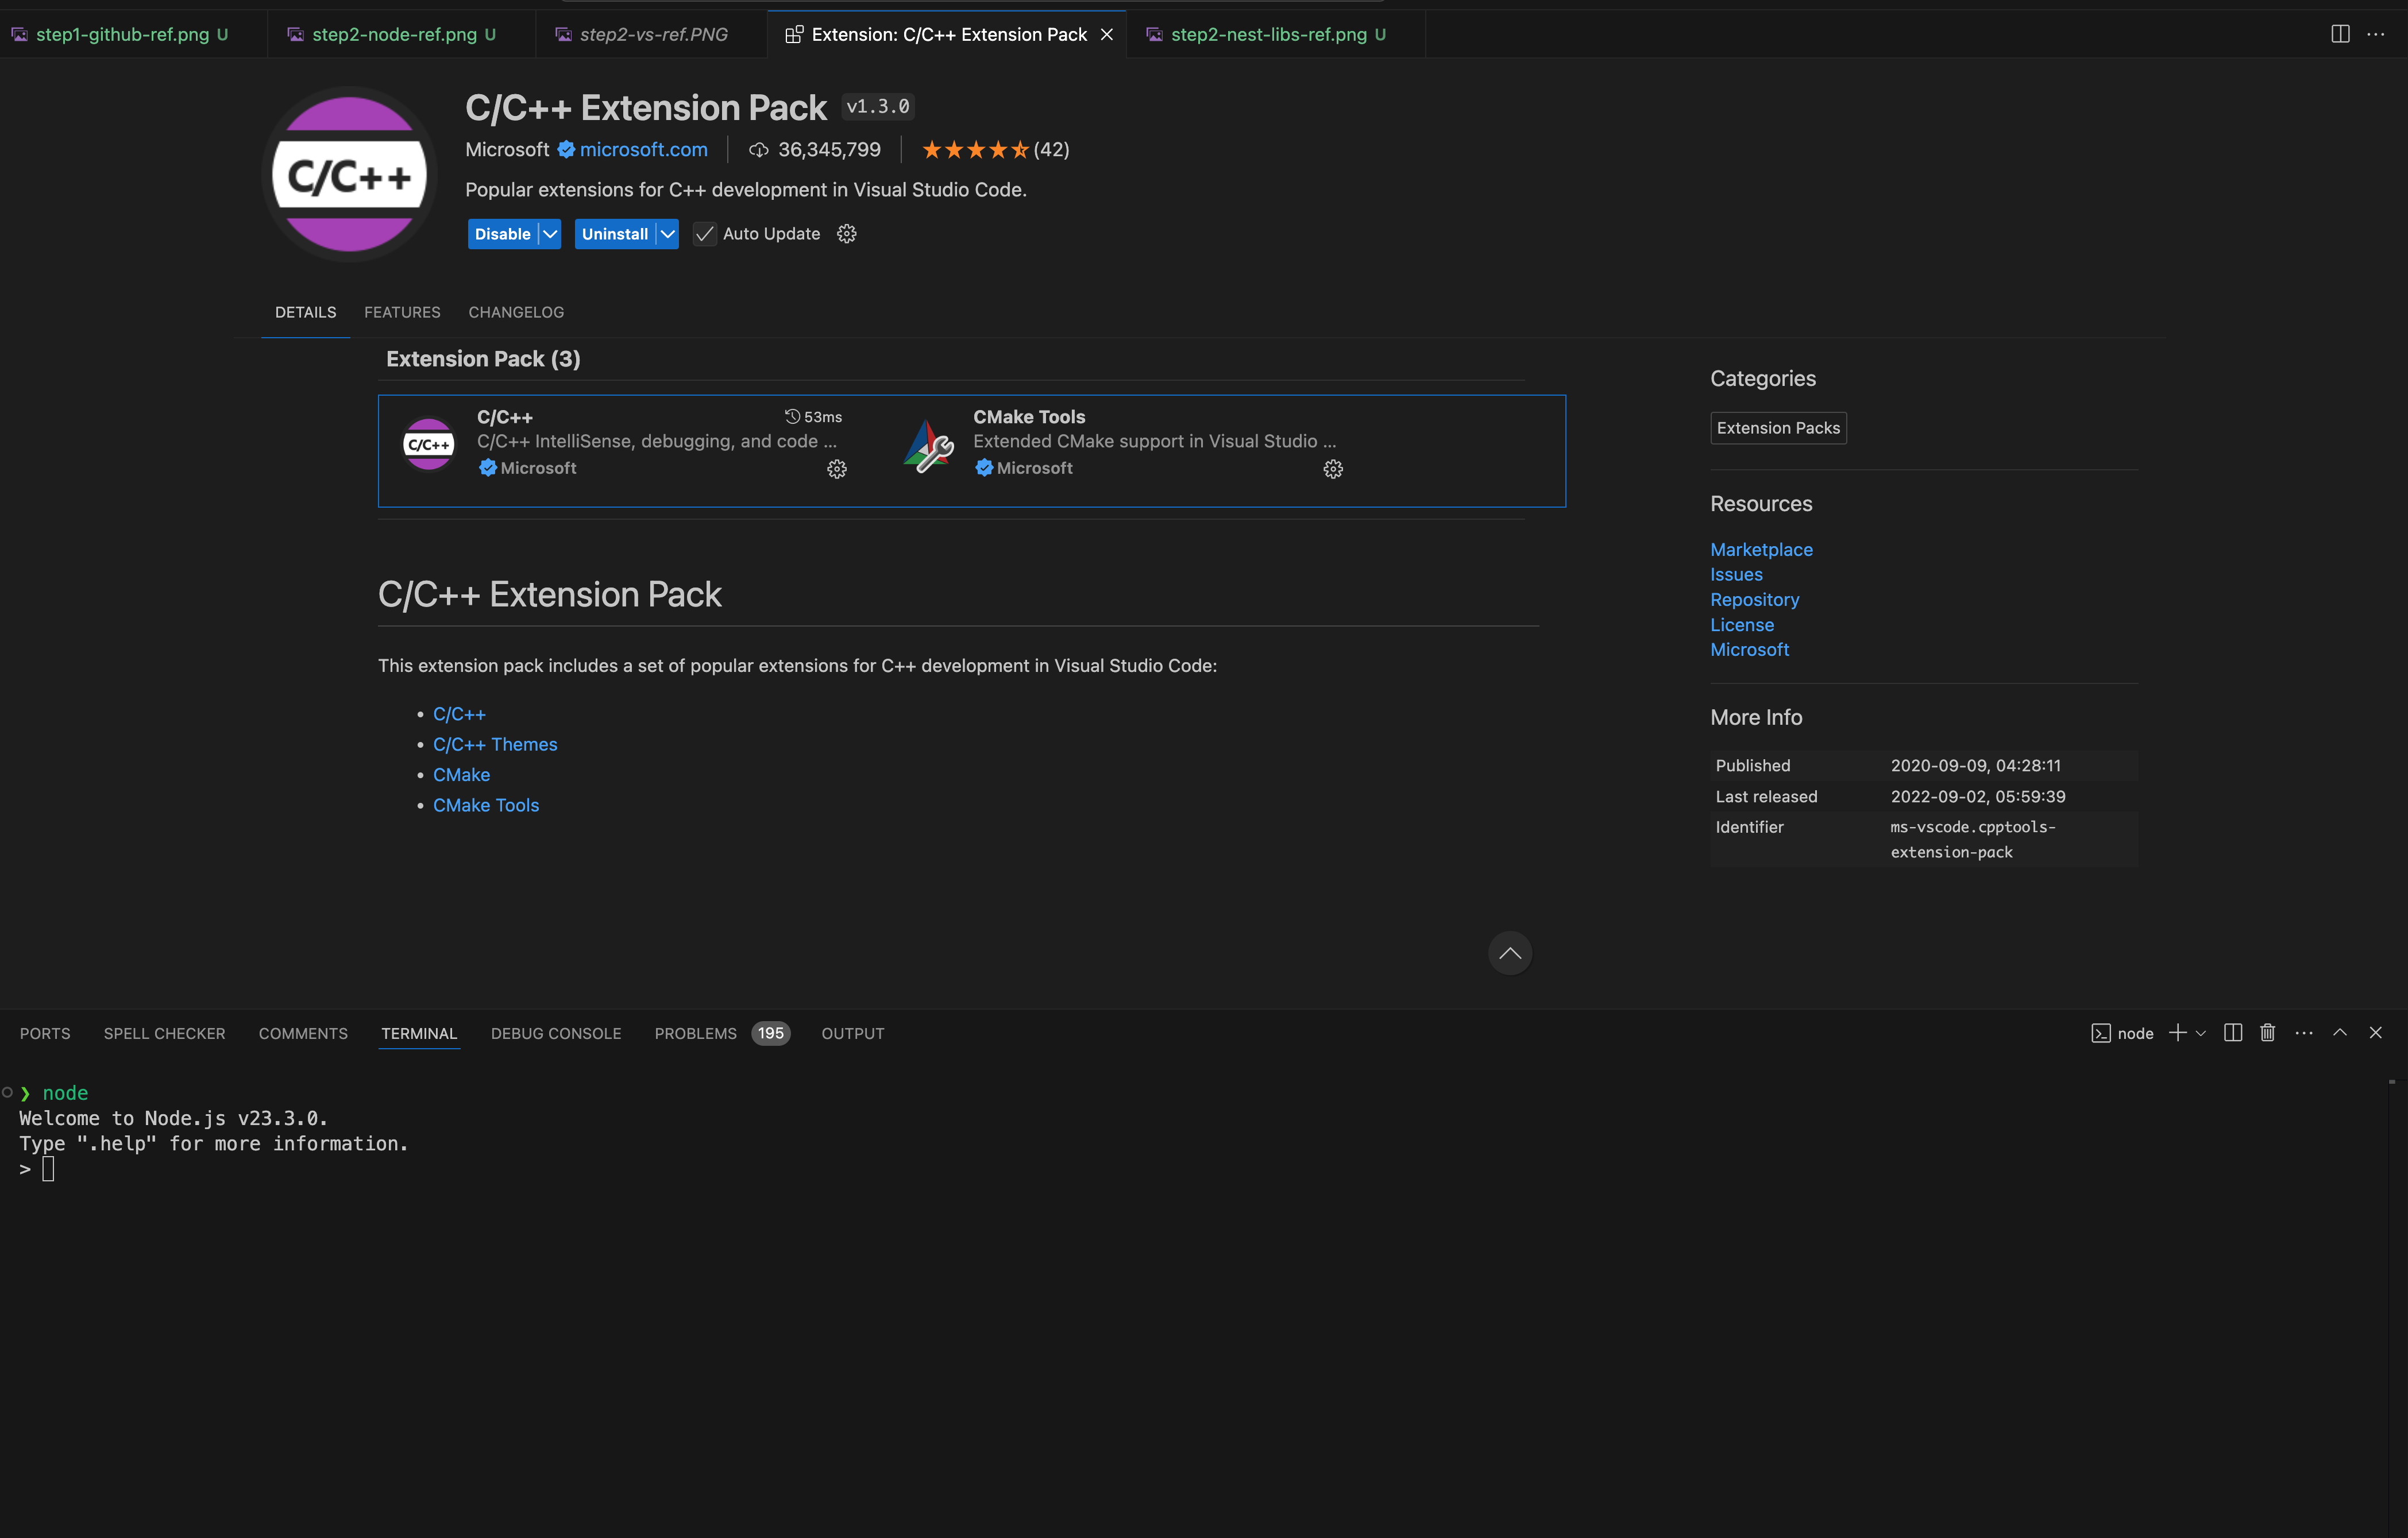 step1-github-ref.png U
step2-node-ref.png U
step2-vs-ref.PNG
Extension: C/C++ Extension Pack
step2-nest-libs-ref.png U
C/C++
C/C++ Extension Pack v1.3.0
Microsoft microsoft.com 36,345,799 (42)
Popular extensions for C++ development in Visual Studio Code.
Disable Uninstall Auto Update
DETAILS FEATURES CHANGELOG
Extension Pack (3)
C/C++
C/C++ 53ms
C/C++ IntelliSense, debugging, and code ...
Microsoft
CMake Tools
Extended CMake support in Visual Studio ...
Microsoft
C/C++ Extension Pack
This extension pack includes a set of popular extensions for C++ development in Visual Studio Code:
• C/C++
• C/C++ Themes
• CMake
• CMake Tools
Categories
Extension Packs
Resources
Marketplace
Issues
Repository
License
Microsoft
More Info
Published 2020-09-09, 04:28:11
Last released 2022-09-02, 05:59:39
Identifier ms-vscode.cpptools-
extension-pack
PORTS SPELL CHECKER COMMENTS TERMINAL DEBUG CONSOLE PROBLEMS 195 OUTPUT
node
❯ node
Welcome to Node.js v23.3.0.
Type ".help" for more information.
>